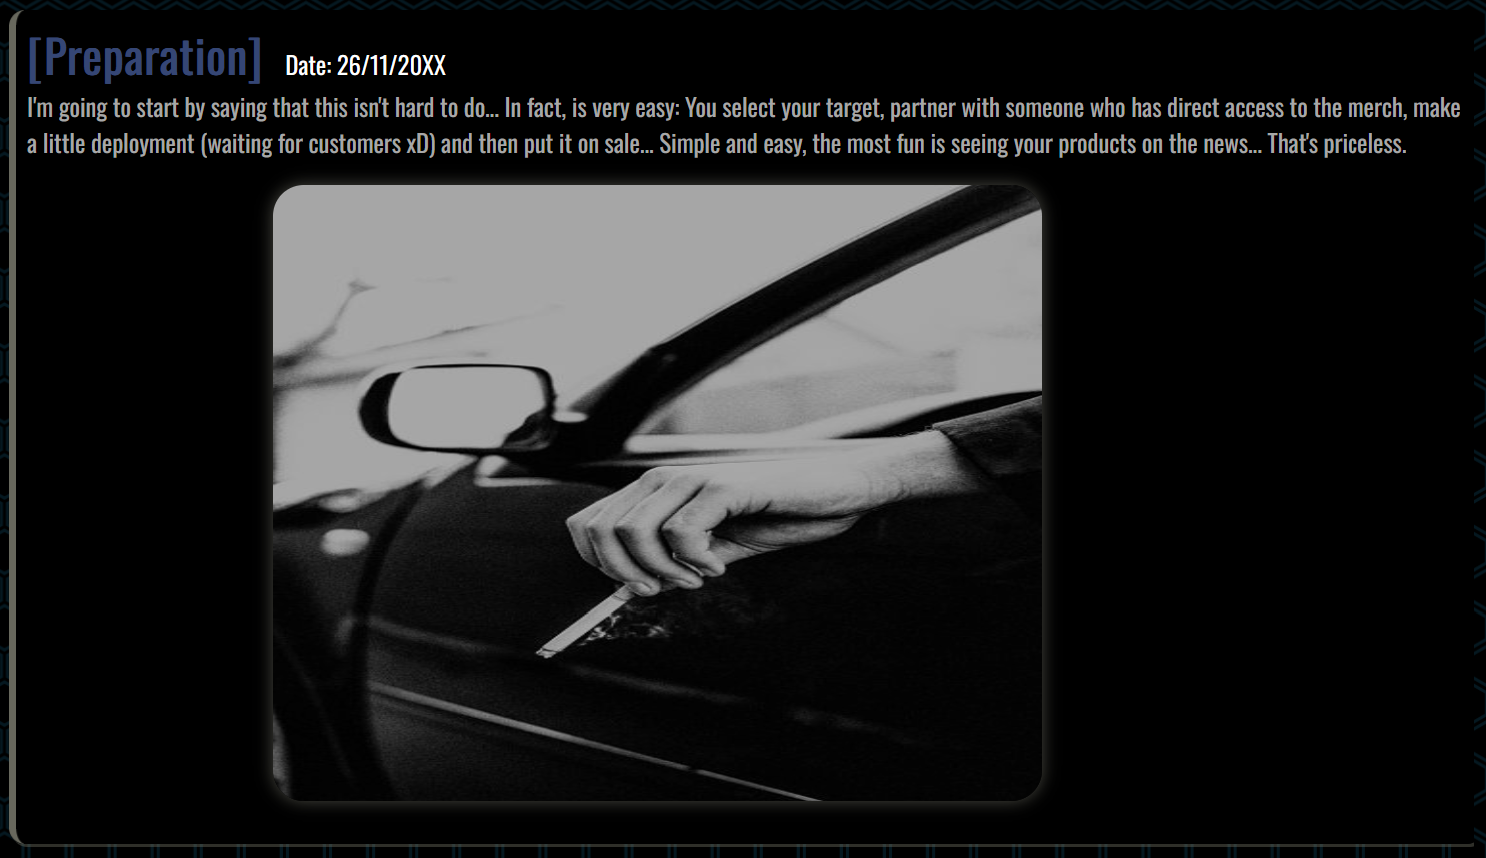 [Preparation] Date: 26/11/20XX
I'm going to start by saying that this isn't hard to do... In fact, is very easy: You select your target, partner with someone who has direct access to the merch, make
a little deployment (waiting for customers xD) and then put it on sale... Simple and easy, the most fun is seeing your products on the news... That's priceless.